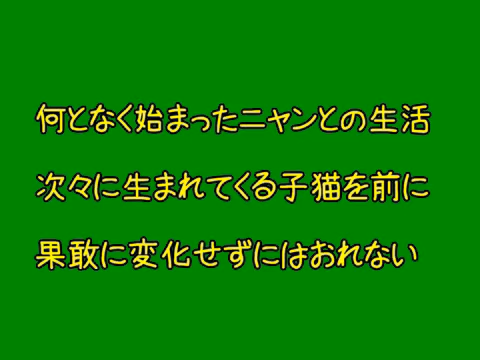 何となく始まったニャンとの生活
次々に生まれてくる子猫を前に
果敢に変化せずにはおれない